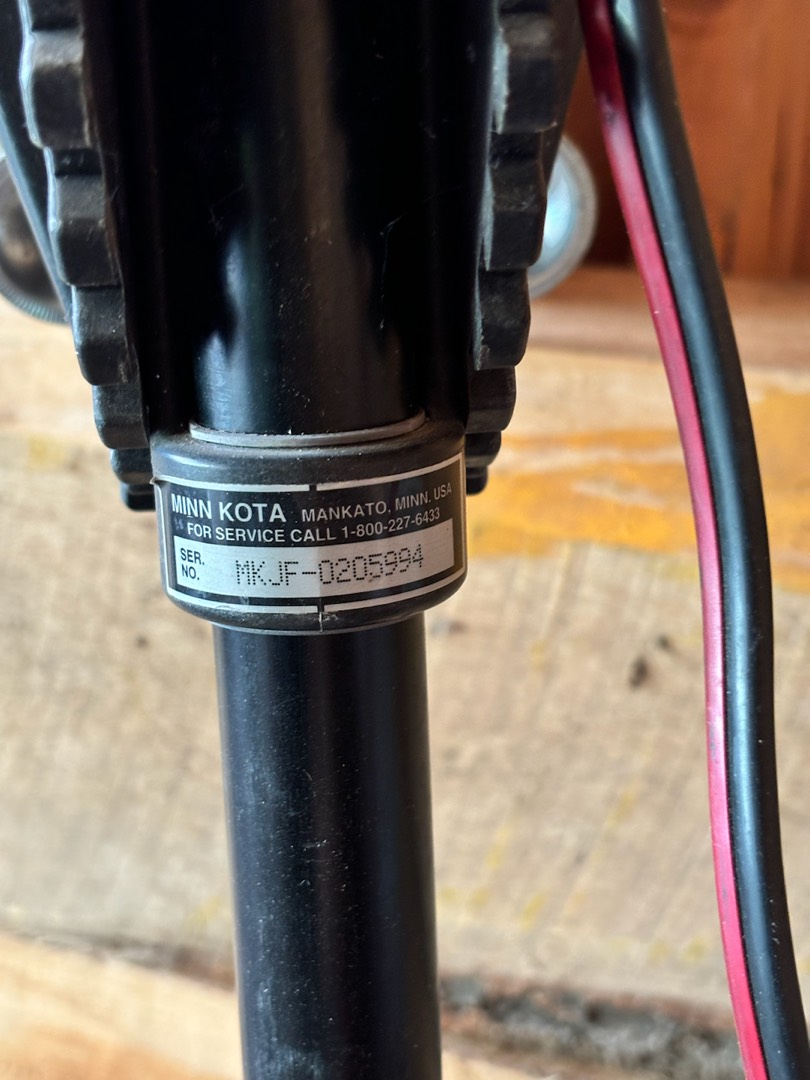 MINN KOTA MANKATO, MINN. USA
FOR SERVICE CALL 1-800-227-6433
SER. NO. MKJF-0205994